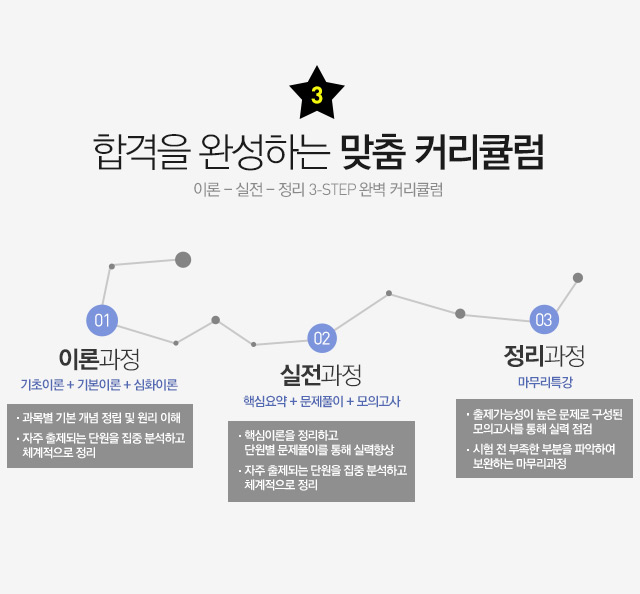 3
합격을 완성하는 맞춤 커리큘럼
이론 – 실전 – 정리 3-STEP 완벽 커리큘럼
01
이론과정
기초이론 + 기본이론 + 심화이론
· 과목별 기본 개념 정립 및 원리 이해
· 자주 출제되는 단원을 집중 분석하고
체계적으로 정리
02
실전과정
핵심요약 + 문제풀이 + 모의고사
· 핵심이론을 정리하고
단원별 문제풀이를 통해 실력향상
· 자주 출제되는 단원을 집중 분석하고
체계적으로 정리
03
정리과정
마무리특강
· 출제가능성이 높은 문제로 구성된
모의고사를 통해 실력 점검
· 시험 전 부족한 부분을 파악하여
보완하는 마무리과정